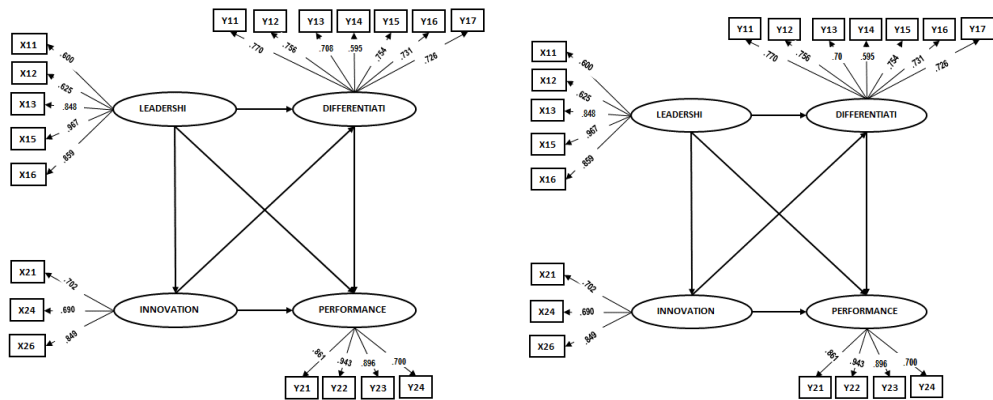 Y11 Y12 Y13 Y14 Y15 Y16 Y17
.770 .756 .708 .595 .754 .731 .726
X11 .600
X12 .625
X13 .848
X15 .967
X16 .859
LEADERSHI DIFFERENTIATI
X21 .702
X24 .690
X26 .849
INNOVATION PERFORMANCE
.861 .943 .896 .700
Y21 Y22 Y23 Y24
Y11 Y12 Y13 Y14 Y15 Y16 Y17
.770 .756 .70 .595 .754 .731 .726
X11 .600
X12 .625
X13 .848
X15 .967
X16 .859
LEADERSHI DIFFERENTIATI
X21 .702
X24 .690
X26 .849
INNOVATION PERFORMANCE
.861 .943 .896 .700
Y21 Y22 Y23 Y24